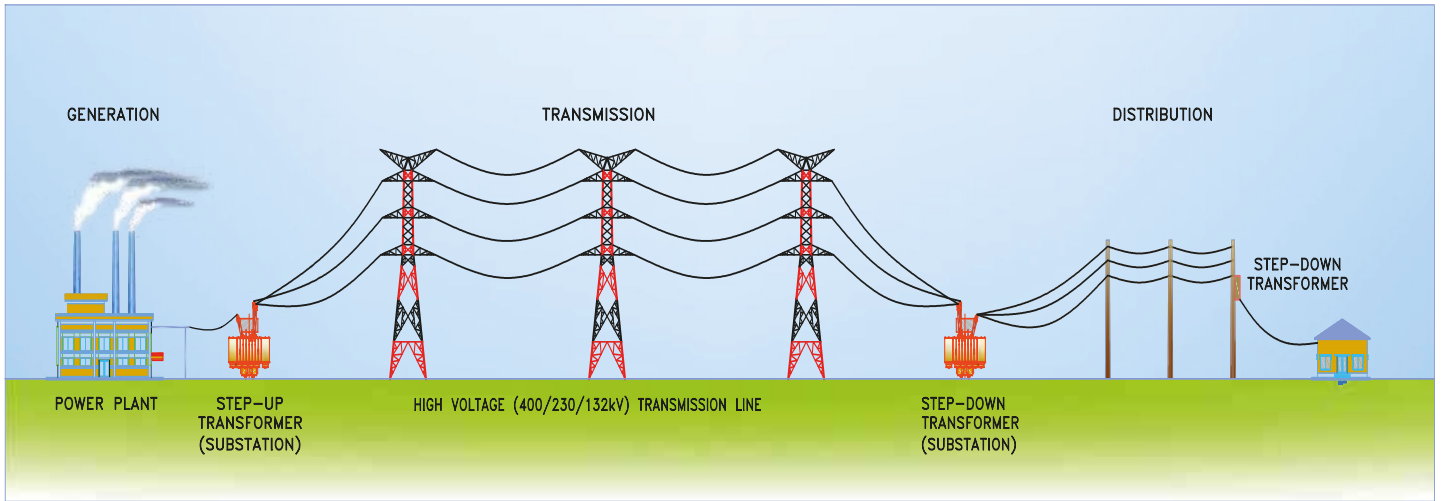 GENERATION
TRANSMISSION
DISTRIBUTION
STEP-DOWN
TRANSFORMER
POWER PLANT
STEP-UP
TRANSFORMER
(SUBSTATION)
HIGH VOLTAGE (400/230/132kV) TRANSMISSION LINE
STEP-DOWN
TRANSFORMER
(SUBSTATION)